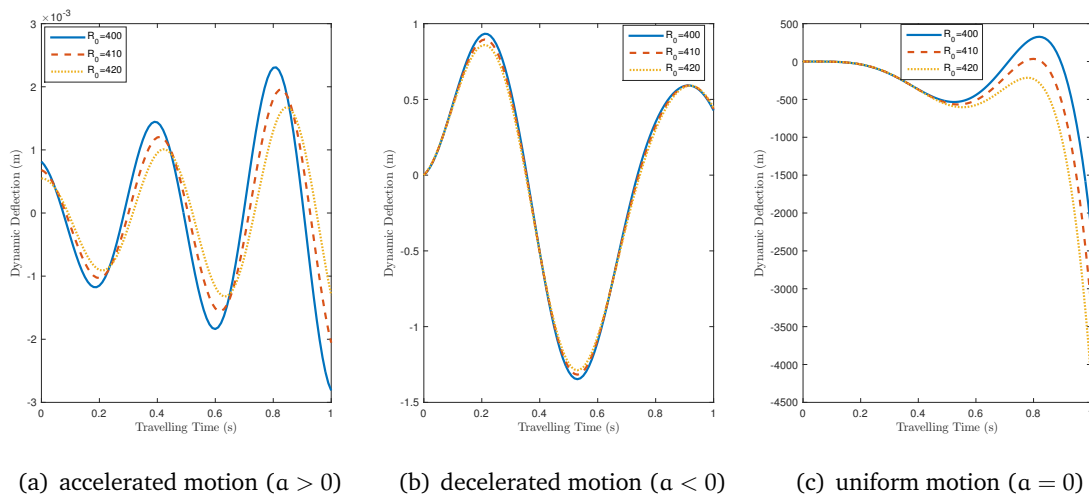 ×10⁻³
3
2
1
0
-1
-2
-3
Dynamic Deflection (m)
R₀=400
R₀=410
R₀=420
0 0.2 0.4 0.6 0.8 1
Travelling Time (s)
1
0.5
0
-0.5
-1
-1.5
Dynamic Deflection (m)
R₀=400
R₀=410
R₀=420
0 0.2 0.4 0.6 0.8 1
Travelling Time (s)
500
0
-500
-1000
-1500
-2000
-2500
-3000
-3500
-4000
-4500
Dynamic Deflection (m)
R₀=400
R₀=410
R₀=420
0 0.2 0.4 0.6 0.8 1
Travelling Time (s)
(a) accelerated motion (a > 0)
(b) decelerated motion (a < 0)
(c) uniform motion (a = 0)